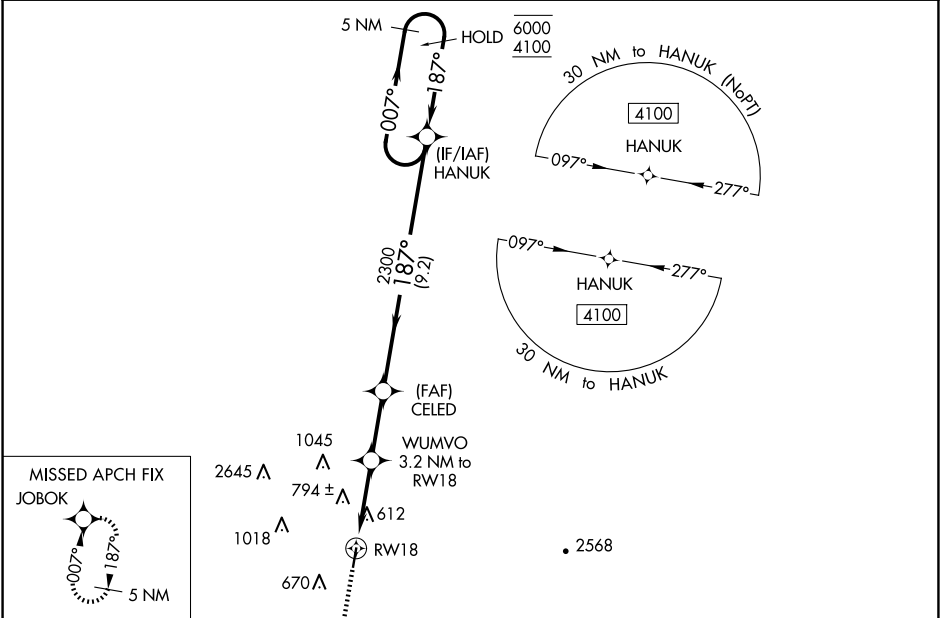 5 NM
HOLD
6000
4100
007°
187°
(IF/IAF)
HANUK
30 NM to HANUK (NoPT)
4100
HANUK
097°
277°
2300
187°
(9.2)
097°
277°
HANUK
4100
30 NM to HANUK
(FAF)
CELED
WUMVO
3.2 NM to
RW18
1045
2645
794 ±
612
1018
RW18
2568
670
MISSED APCH FIX
JOBOK
007°
187°
5 NM